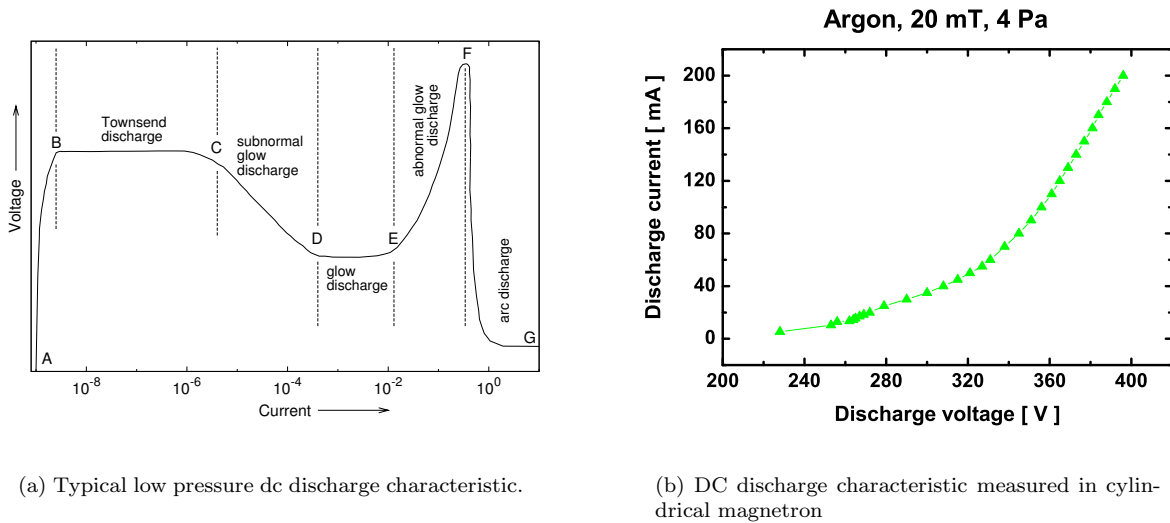 F
B
Townsend
discharge
C
subnormal
glow
discharge
abnormal glow
discharge
Voltage
D
E
glow
discharge
arc discharge
A
G
10^-8
10^-6
10^-4
10^-2
10^0
Current
(a) Typical low pressure dc discharge characteristic.
Argon, 20 mT, 4 Pa
Discharge current [ mA ]
200
160
120
80
40
0
200
240
280
320
360
400
Discharge voltage [ V ]
(b) DC discharge characteristic measured in cylin-
drical magnetron